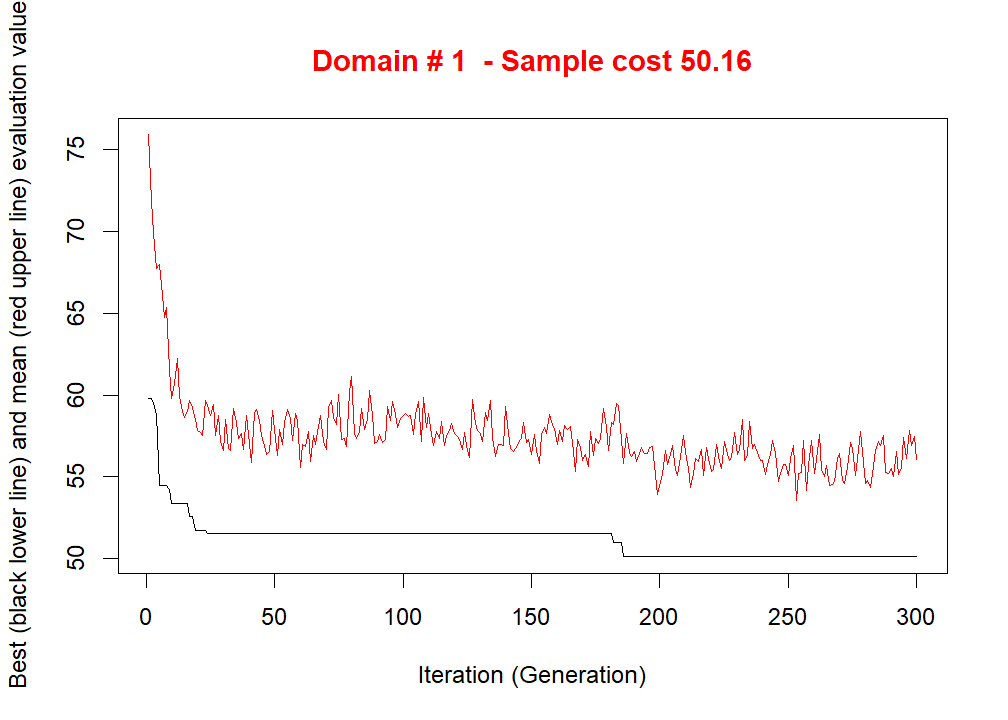 Domain # 1  - Sample cost 50.16
Best (black lower line) and mean (red upper line) evaluation value
75
70
65
60
55
50
0 50 100 150 200 250 300
Iteration (Generation)